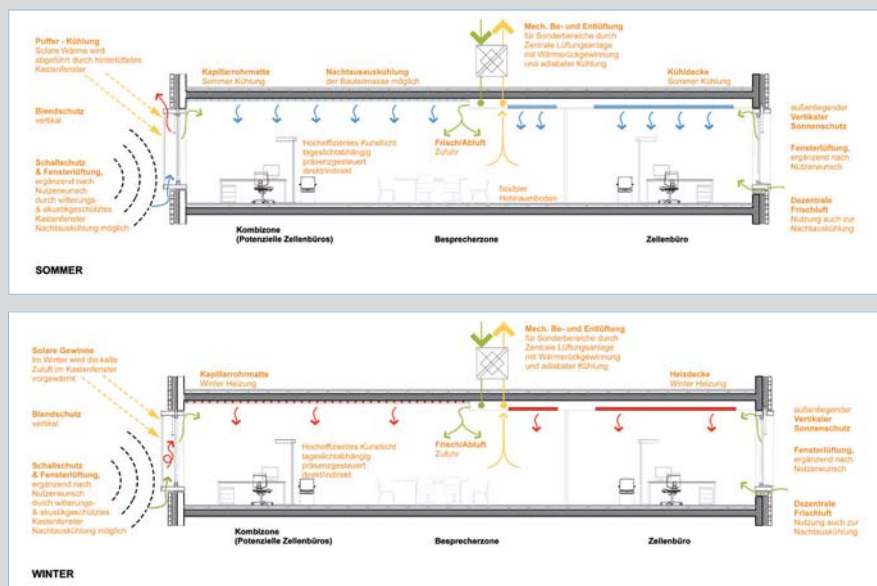 Puffer - Kühlung
Solare Wärme wird
abgeführt durch hinterlüftetes
Kastenfenster
Blendschutz
vertikal
Schallschutz
& Fensterlüftung,
ergänzend nach
Nutzerwunsch
durch witterungs-
& akustikgeschütztes
Kastenfenster
Nachtauskühlung möglich
Kapillarrohrmatte
Sommer Kühlung
Nachtausauskühlung
der Bauteilmasse möglich
Mech. Be- und Entlüftung
für Sonderbereiche durch
Zentrale Lüftungsanlage
mit Wärmerückgewinnung
und adiabater Kühlung
Kühldecke
Sommer Kühlung
Hocheffizientes Kunstlicht
tageslichtabhängig
präsenzgesteuert
direkt/indirekt
Frisch/Abluft
Zufuhr
flexibler
Hohlraumboden
außenliegender
Vertikaler
Sonnenschutz
Fensterlüftung,
ergänzend nach
Nutzerwunsch
Dezentrale
Frischluft
Nutzung auch zur
Nachtauskühlung
Kombizone
(Potenzielle Zellenbüros)
Besprecherzone
Zellenbüro
SOMMER
Solare Gewinne
Im Winter wird die kalte
Zuluft im Kastenfenster
vorgewärmt
Blendschutz
vertikal
Schallschutz
& Fensterlüftung,
ergänzend nach
Nutzerwunsch
durch witterungs-
& akustikgeschütztes
Kastenfenster
Nachtauskühlung möglich
Kapillarrohrmatte
Winter Heizung
Mech. Be- und Entlüftung
für Sonderbereiche durch
Zentrale Lüftungsanlage
mit Wärmerückgewinnung
und adiabater Kühlung
Heizdecke
Winter Heizung
Hocheffizientes Kunstlicht
tageslichtabhängig
präsenzgesteuert
direkt/indirekt.
Frisch/Abluft
Zufuhr
außenliegender
Vertikaler
Sonnenschutz
Fensterlüftung,
ergänzend nach
Nutzerwunsch
Dezentrale
Frischluft
Nutzung auch zur
Nachtauskühlung
Kombizone
(Potenzielle Zellenbüros)
Besprecherzone
Zellenbüro
WINTER